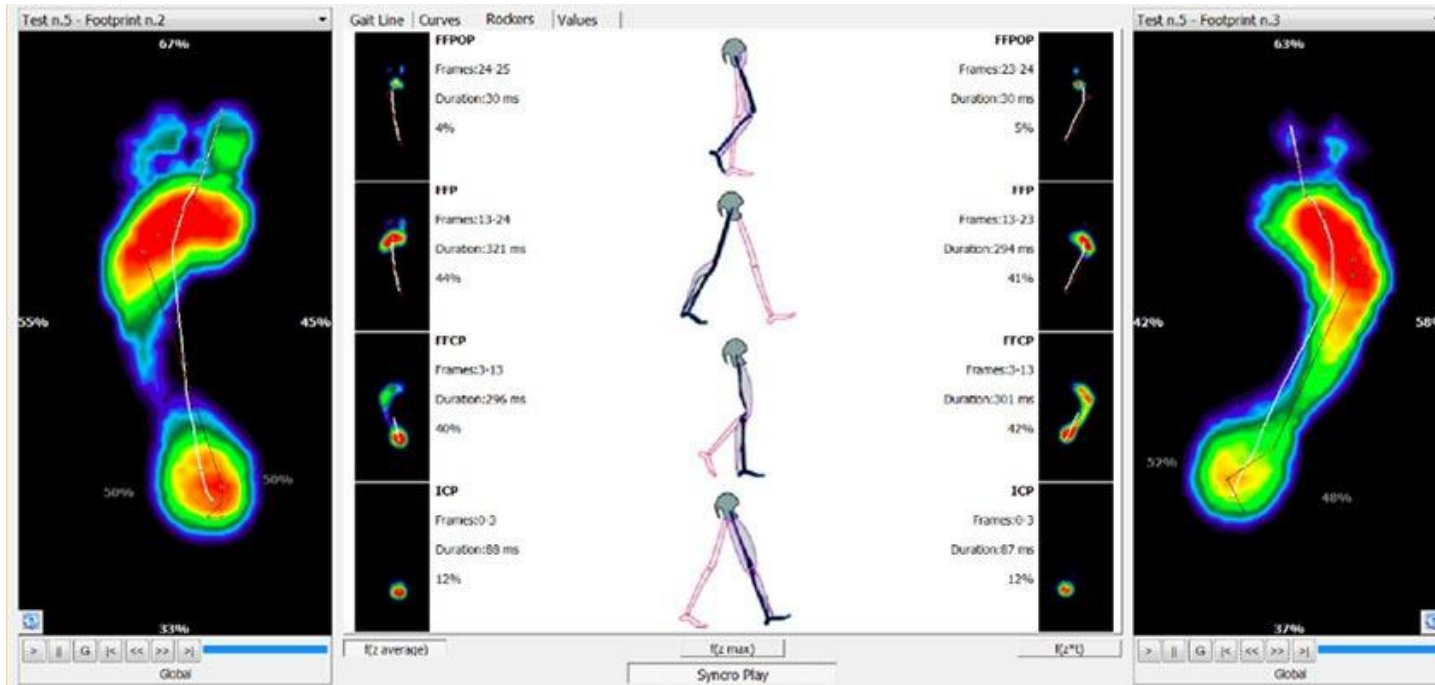 Test n.5 - Footprint n.2
67%
55%
45%
50%
50%
33%
> || G |< << >> >|
Global
Gait Line Curves Rockers Values
FFPOP
Frames:24-25
Duration:30 ms
4%
FFP
Frames:13-24
Duration:321 ms
44%
FFCP
Frames:3-13
Duration:296 ms
40%
ICP
Frames:0-3
Duration:88 ms
12%
FFPOP
Frames:23-24
Duration:30 ms
5%
FFP
Frames:13-23
Duration:294 ms
41%
FFCP
Frames:3-13
Duration:301 ms
42%
ICP
Frames:0-3
Duration:87 ms
12%
f(z average)
f(z max)
f(z*t)
Syncro Play
Test n.5 - Footprint n.3
63%
42%
58%
52%
48%
37%
> || G |< << >> >|
Global